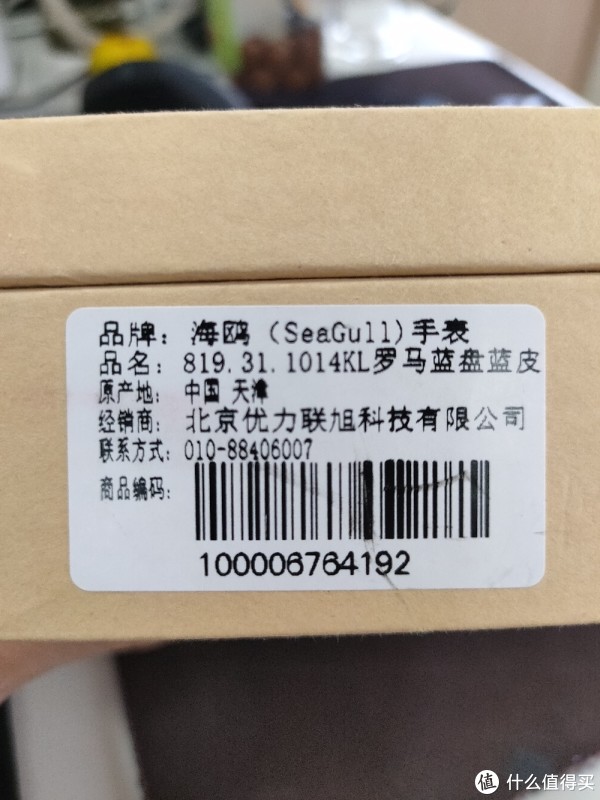 品牌： 海鸥 (SeaGull)手表
品名： 819.31.1014KL罗马蓝盘蓝皮
原产地： 中国 天津
经销商： 北京优力联旭科技有限公司
联系方式： 010-88406007
商品编码：
100006764192
值 什么值得买